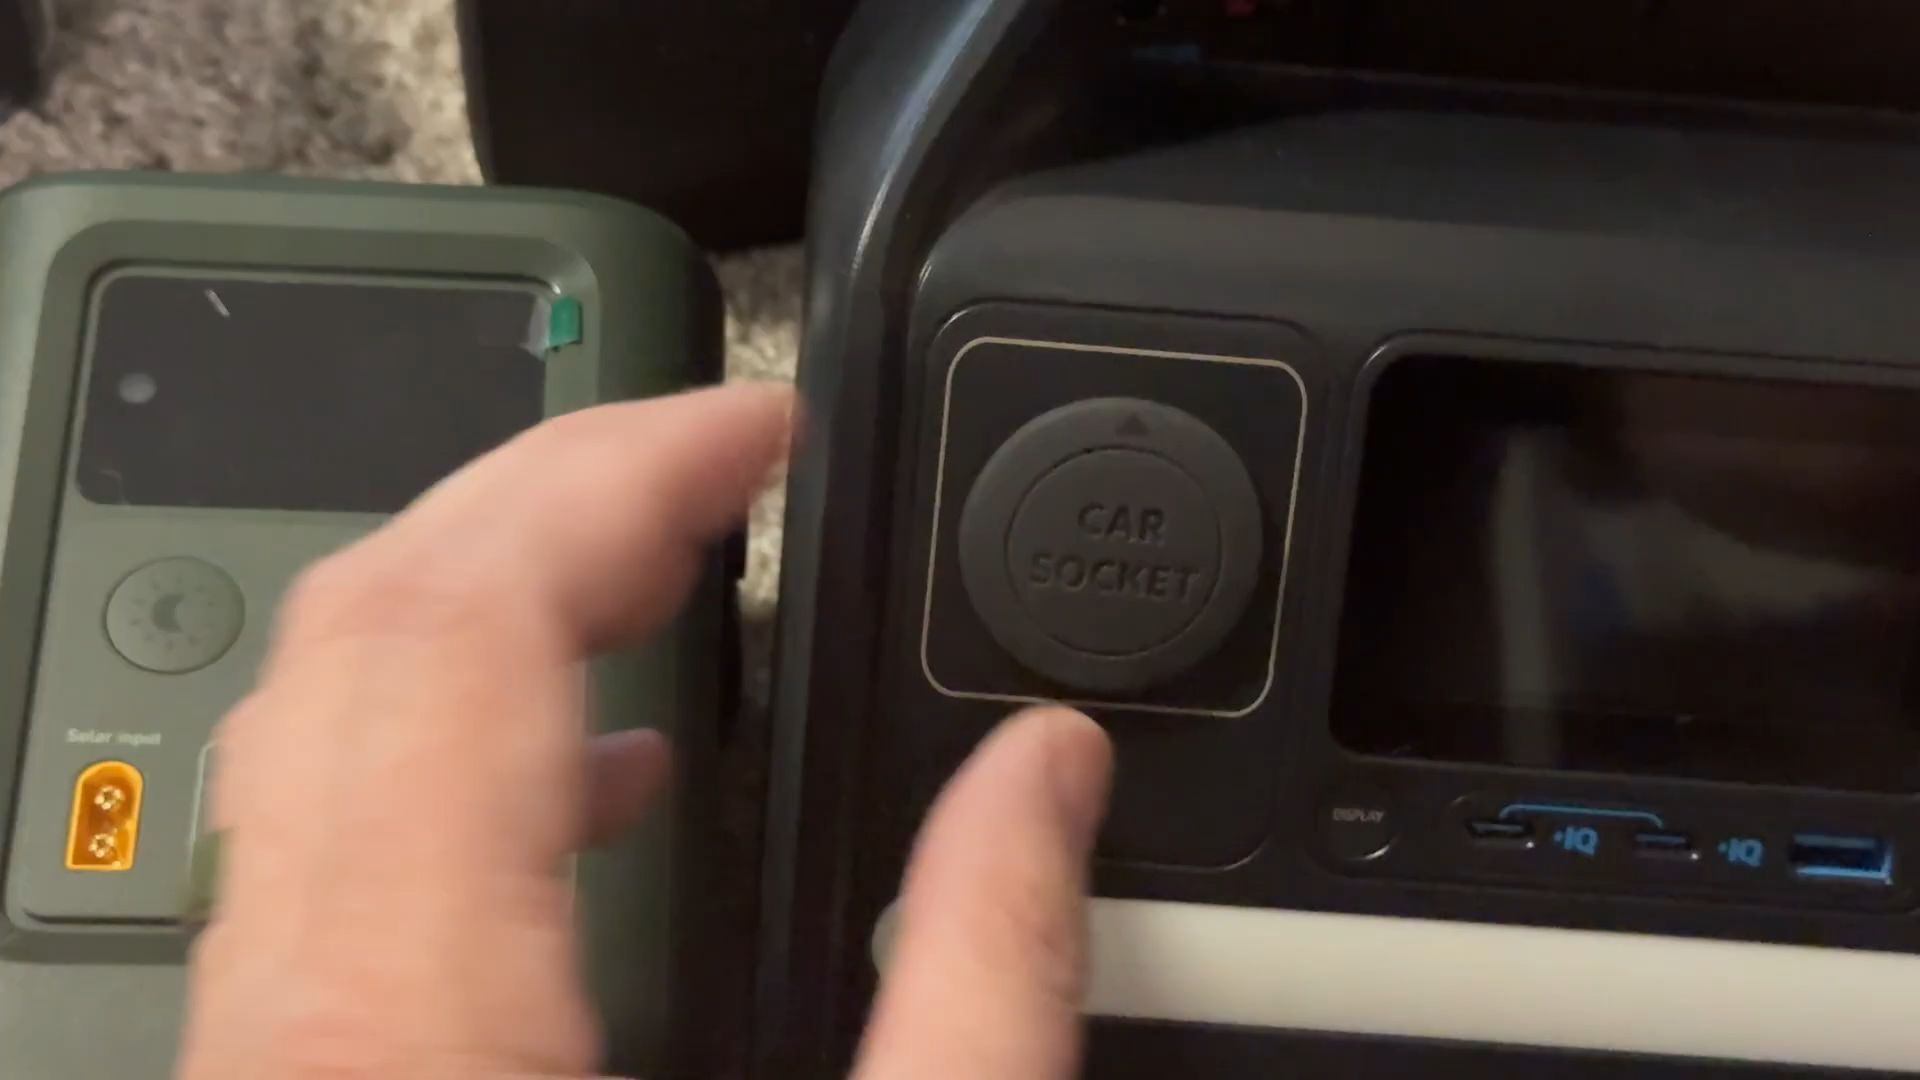 CAR
SOCKET
Solar input
DISPLAY
IQ
IQ